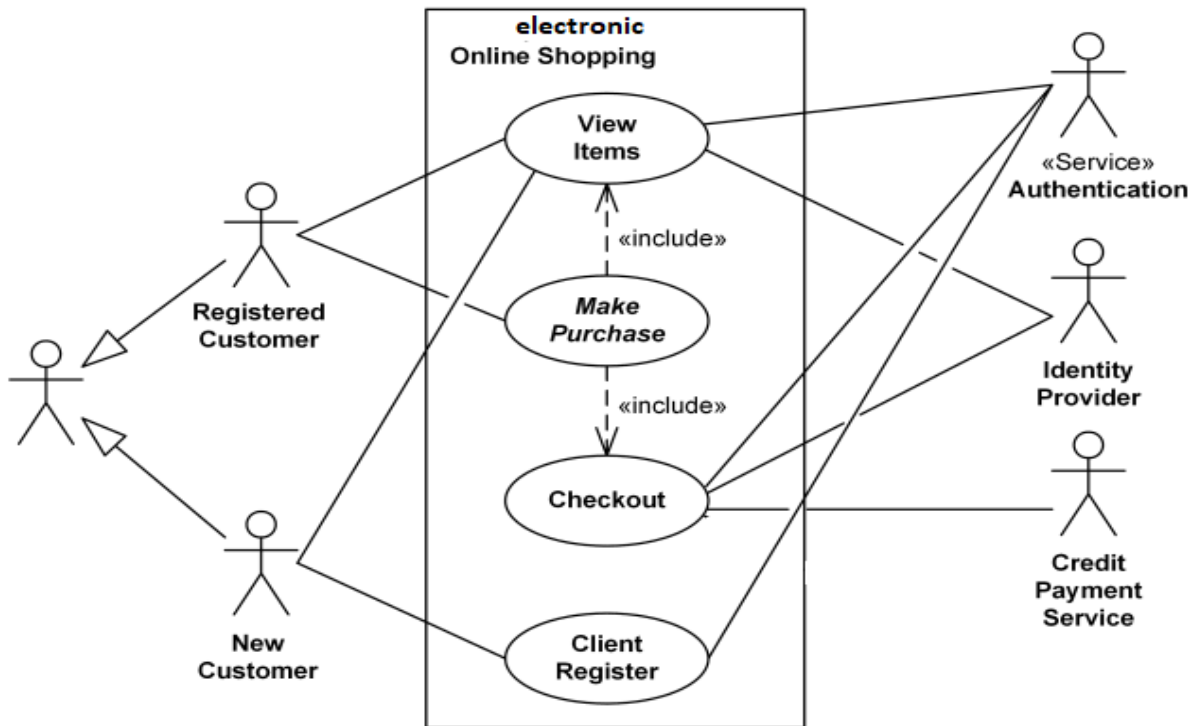 electronic
Online Shopping
View
Items
«Service»
Authentication
«include»
Registered
Customer
Make
Purchase
Identity
Provider
«include»
Checkout
Credit
Payment
Service
New
Customer
Client
Register